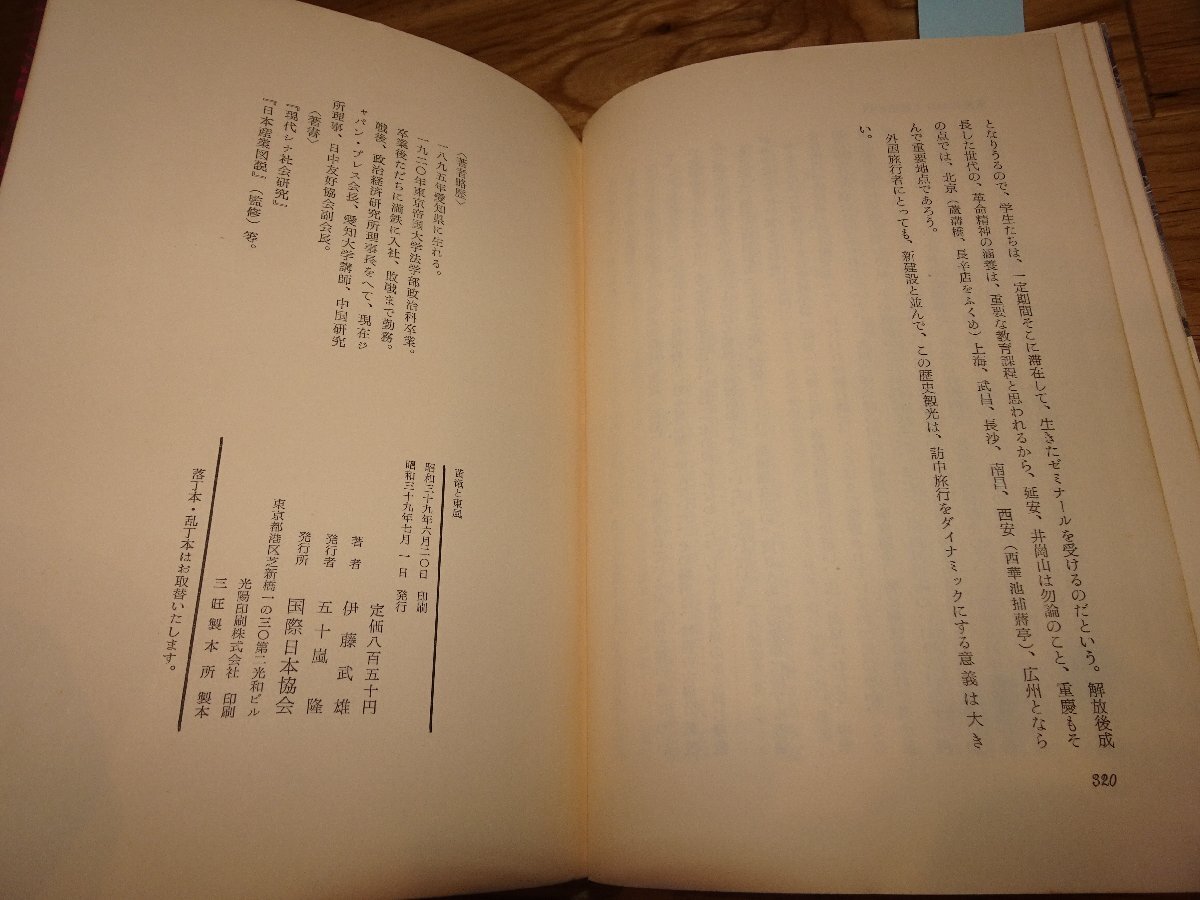 となりうるので、学生たちは、一定期間そこに滞在して、生きたゼミナールを受けるのだという。解放後成
長した世代の、革命精神の涵養は、重要な教育課程と思われるから、延安、井崗山は勿論のこと、重慶もそ
の点では、北京（蘆溝橋、長辛店をふくめ）上海、武昌、長沙、南昌、西安（西華池捕蔣亭）、広州となら
んで重要地点であろう。
外国旅行者にとっても、新建設と並んで、この歴史観光は、訪中旅行をダイナミックにする意義は大き
い。
320
〈著者略歴〉
一八九五年愛知県に生れる。
一九二〇年東京帝国大学法学部政治科卒業。
卒業後ただちに満鉄に入社、敗戦まで勤務。
戦後、政治経済研究所理事長をへて、現在ジ
ャパン・プレス会長、愛知大学講師、中国研究
所理事、日中友好協会副会長。
〈著書〉
『現代シナ社会研究』
『日本産業図説』（監修）等。
黄竜と東風
昭和三十九年六月二〇日 印刷
昭和三十九年七月 一日 発行
定価八百五十円
著者 伊藤武雄
発行者 五十嵐隆
発行所 国際日本協会
東京都港区芝新橋一の三〇第二光和ビル
光陽印刷株式会社 印刷
三旺製本所 製本
落丁本・乱丁本はお取替いたします。